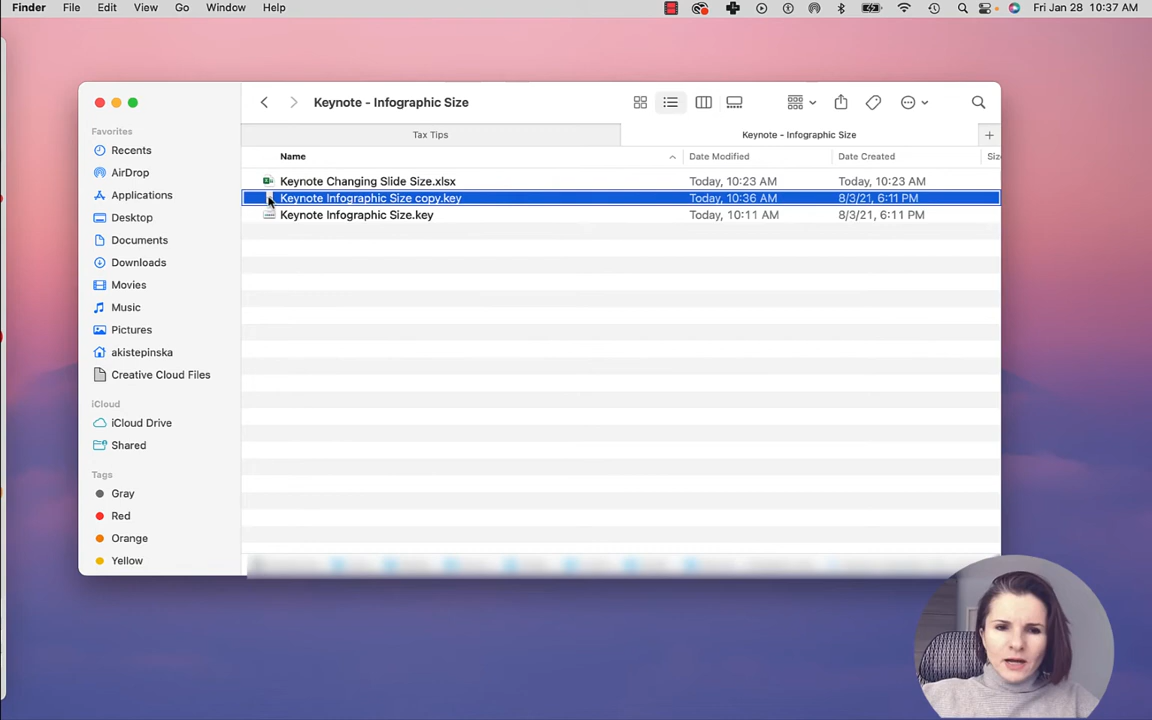 Finder File Edit View Go Window Help Fri Jan 28 10:37 AM
Keynote - Infographic Size
Tax Tips Keynote - Infographic Size
Name Date Modified Date Created Siz
Keynote Changing Slide Size.xlsx Today, 10:23 AM Today, 10:23 AM
Keynote Infographic Size copy.key Today, 10:36 AM 8/3/21, 6:11 PM
Keynote Infographic Size.key Today, 10:11 AM 8/3/21, 6:11 PM
Favorites
Recents
AirDrop
Applications
Desktop
Documents
Downloads
Movies
Music
Pictures
akistepinska
Creative Cloud Files
iCloud
iCloud Drive
Shared
Tags
Gray
Red
Orange
Yellow